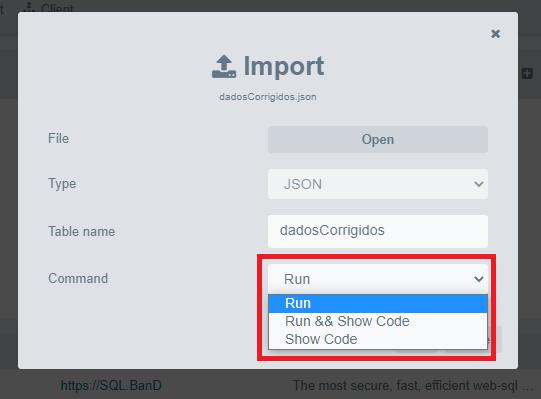 Client
Import
dadosCorrigidos.json
File
Open
Type
JSON
Table name
dadosCorrigidos
Command
Run
Run
Run && Show Code
Show Code
https://SQL.BanD
The most secure, fast, efficient web-sql ...